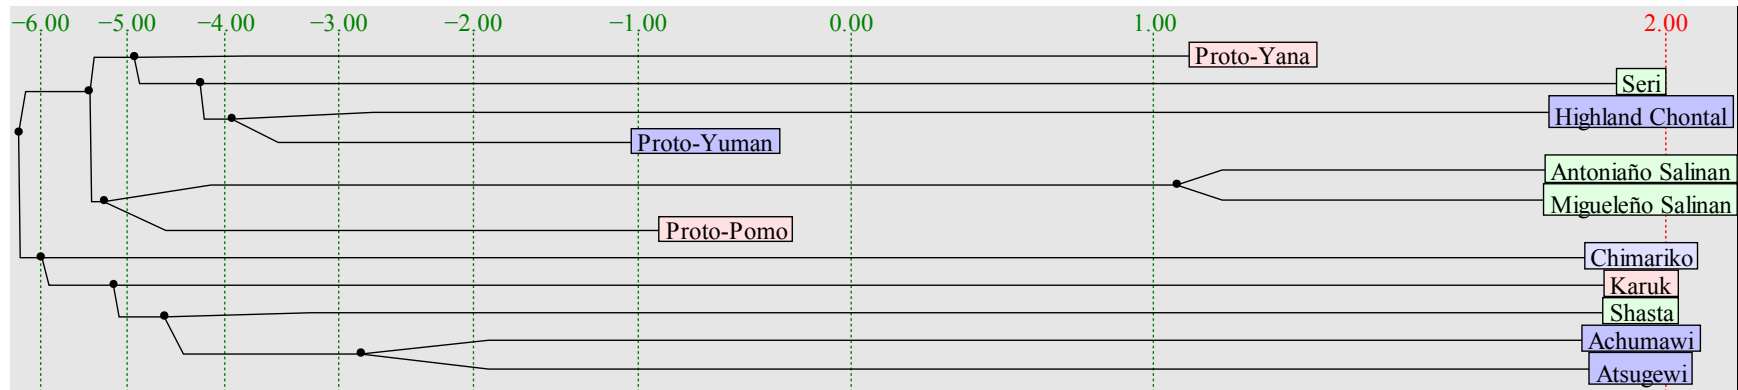 −6.00 −5.00 −4.00 −3.00 −2.00 −1.00 0.00 1.00 2.00
Proto-Yana
Seri
Highland Chontal
Proto-Yuman
Antoniaño Salinan
Migueleño Salinan
Proto-Pomo
Chimariko
Karuk
Shasta
Achumawi
Atsugewi